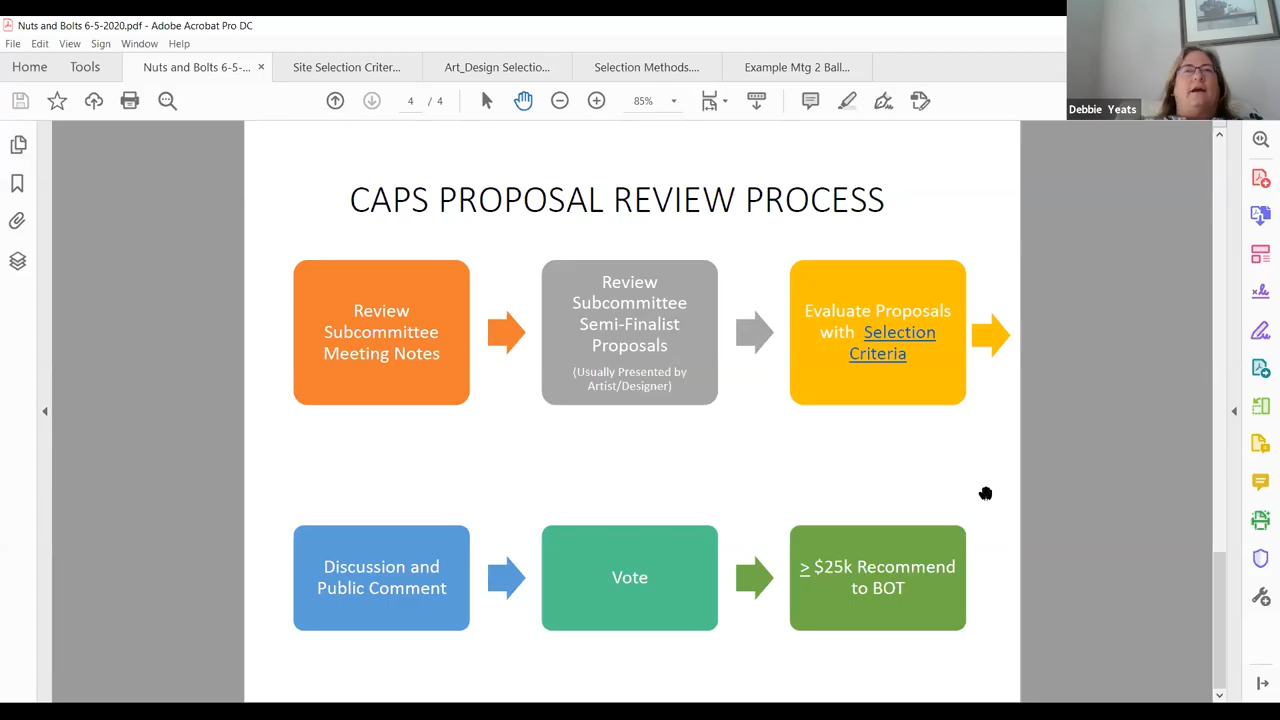 Nuts and Bolts 6-5-2020.pdf - Adobe Acrobat Pro DC
File Edit View Sign Window Help
Home Tools Nuts and Bolts 6-5-... × Site Selection Criter... Art_Design Selectio... Selection Methods.... Example Mtg 2 Ball...
4 / 4 85%
Debbie Yeats
CAPS PROPOSAL REVIEW PROCESS
Review
Subcommittee
Meeting Notes
Review
Subcommittee
Semi-Finalist
Proposals
(Usually Presented by
Artist/Designer)
Evaluate Proposals
with Selection
Criteria
Discussion and
Public Comment
Vote
> $25k Recommend
to BOT